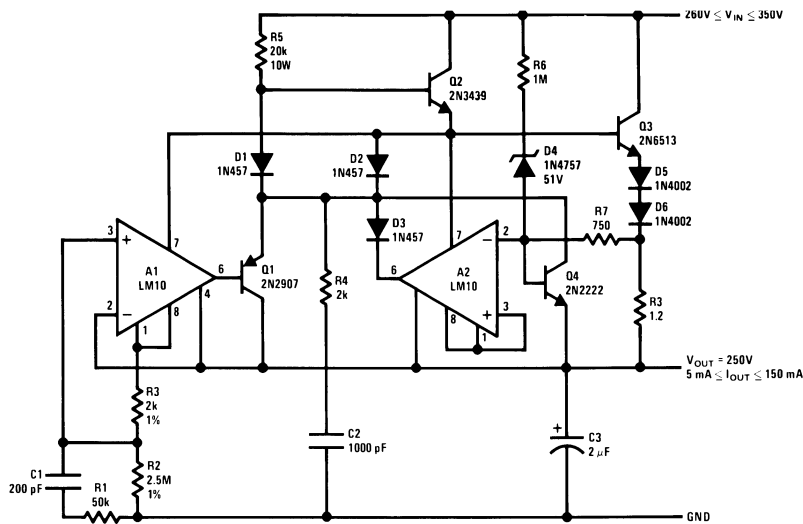 260V ≤ VIN ≤ 350V
R5
20k
10W
Q2
2N3439
R6
1M
Q3
2N6513
D1
1N457
D2
1N457
D4
1N4757
51V
D5
1N4002
D6
1N4002
R7
750
D3
1N457
3
+
7
A1
LM10
6
4
2
−
1
8
Q1
2N2907
R4
2k
7
−
2
6
A2
LM10
+
3
8
1
Q4
2N2222
R3
1.2
VOUT = 250V
5 mA ≤ IOUT ≤ 150 mA
R3
2k
1%
C1
200 pF
R1
50k
R2
2.5M
1%
C2
1000 pF
+
C3
2 μF
GND